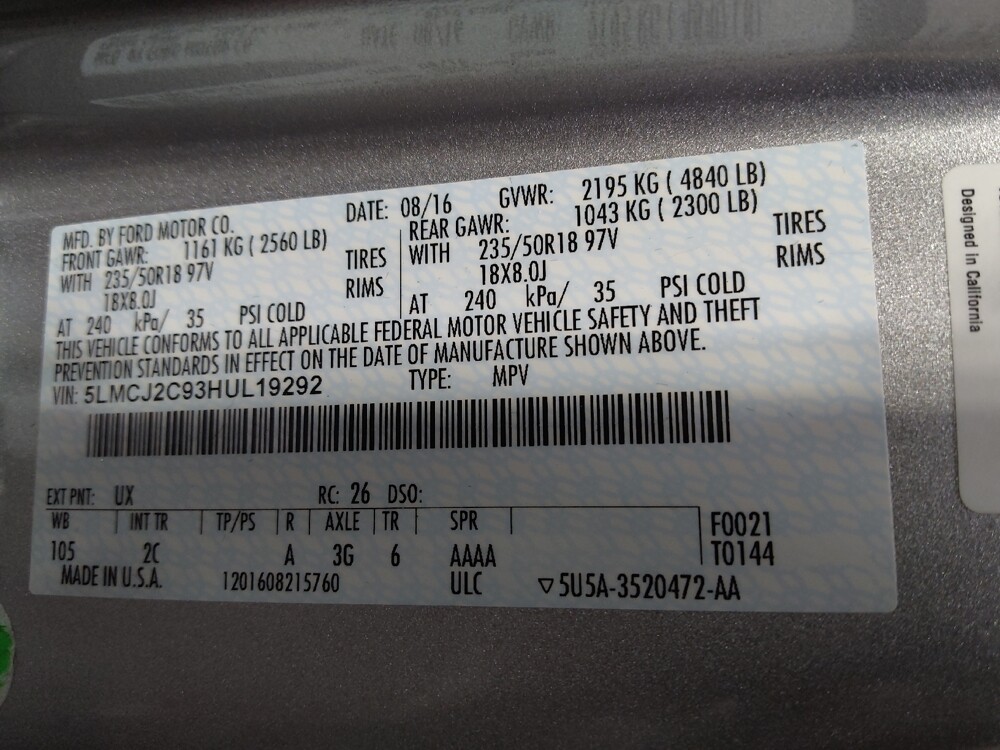 MFD. BY FORD MOTOR CO.
DATE: 08/16
GVWR: 2195 KG ( 4840 LB)
FRONT GAWR: 1161 KG ( 2560 LB)
WITH 235/50R18 97V TIRES
18X8.0J RIMS
AT 240 kPa/ 35 PSI COLD
REAR GAWR: 1043 KG ( 2300 LB)
WITH 235/50R18 97V TIRES
18X8.0J RIMS
AT 240 kPa/ 35 PSI COLD
THIS VEHICLE CONFORMS TO ALL APPLICABLE FEDERAL MOTOR VEHICLE SAFETY AND THEFT
PREVENTION STANDARDS IN EFFECT ON THE DATE OF MANUFACTURE SHOWN ABOVE.
VIN: 5LMCJ2C93HUL19292 TYPE: MPV
EXT PNT: UX RC: 26 DSO:
WB INT TR TP/PS R AXLE TR SPR F0021
105 2C A 3G 6 AAAA T0144
MADE IN U.S.A. 1201608215760 ULC ▽5U5A-3520472-AA
Designed in California